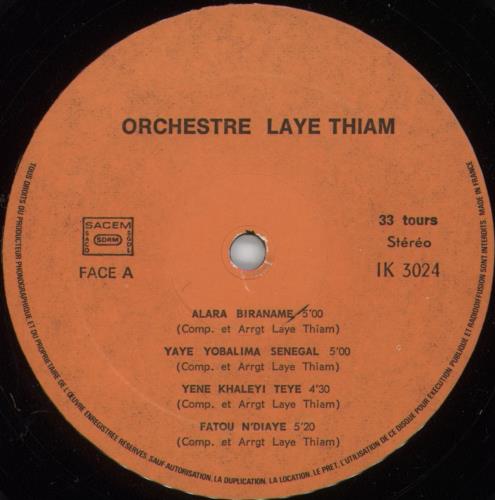 ORCHESTRE LAYE THIAM
SACEM
SACD
SDRM
SGDL
FACE A
33 tours
Stéréo
IK 3024
ALARA BIRANAME 5'00
(Comp. et Arrgt Laye Thiam)
YAYE YOBALIMA SENEGAL 5'00
(Comp. et Arrgt Laye Thiam)
YENE KHALEYI TEYE 4'30
(Comp. et Arrgt Laye Thiam)
FATOU N'DIAYE 5'20
(Comp. et Arrgt Laye Thiam)
TOUS DROITS DU PRODUCTEUR PHONOGRAPHIQUE ET DU PROPRIETAIRE DE L'ŒUVRE ENREGISTREE RESERVES. SAUF AUTORISATION, LA DUPLICATION, LA LOCATION, LE PRET, L'UTILISATION DE CE DISQUE POUR EXECUTION PUBLIQUE ET RADIODIFFUSION SONT INTERDITS. MADE IN FRANCE